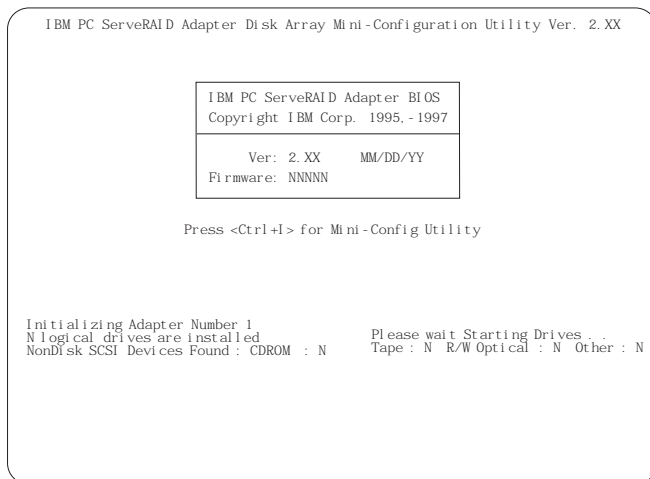 IBM PC ServeRAID Adapter Disk Array Mini-Configuration Utility Ver. 2.XX
IBM PC ServeRAID Adapter BIOS
Copyright IBM Corp. 1995,-1997
Ver: 2.XX MM/DD/YY
Firmware: NNNNN
Press <Ctrl+I> for Mini-Config Utility
Initializing Adapter Number 1
N logical drives are installed Please wait Starting Drives . .
NonDisk SCSI Devices Found : CDROM : N Tape : N R/W Optical : N Other : N